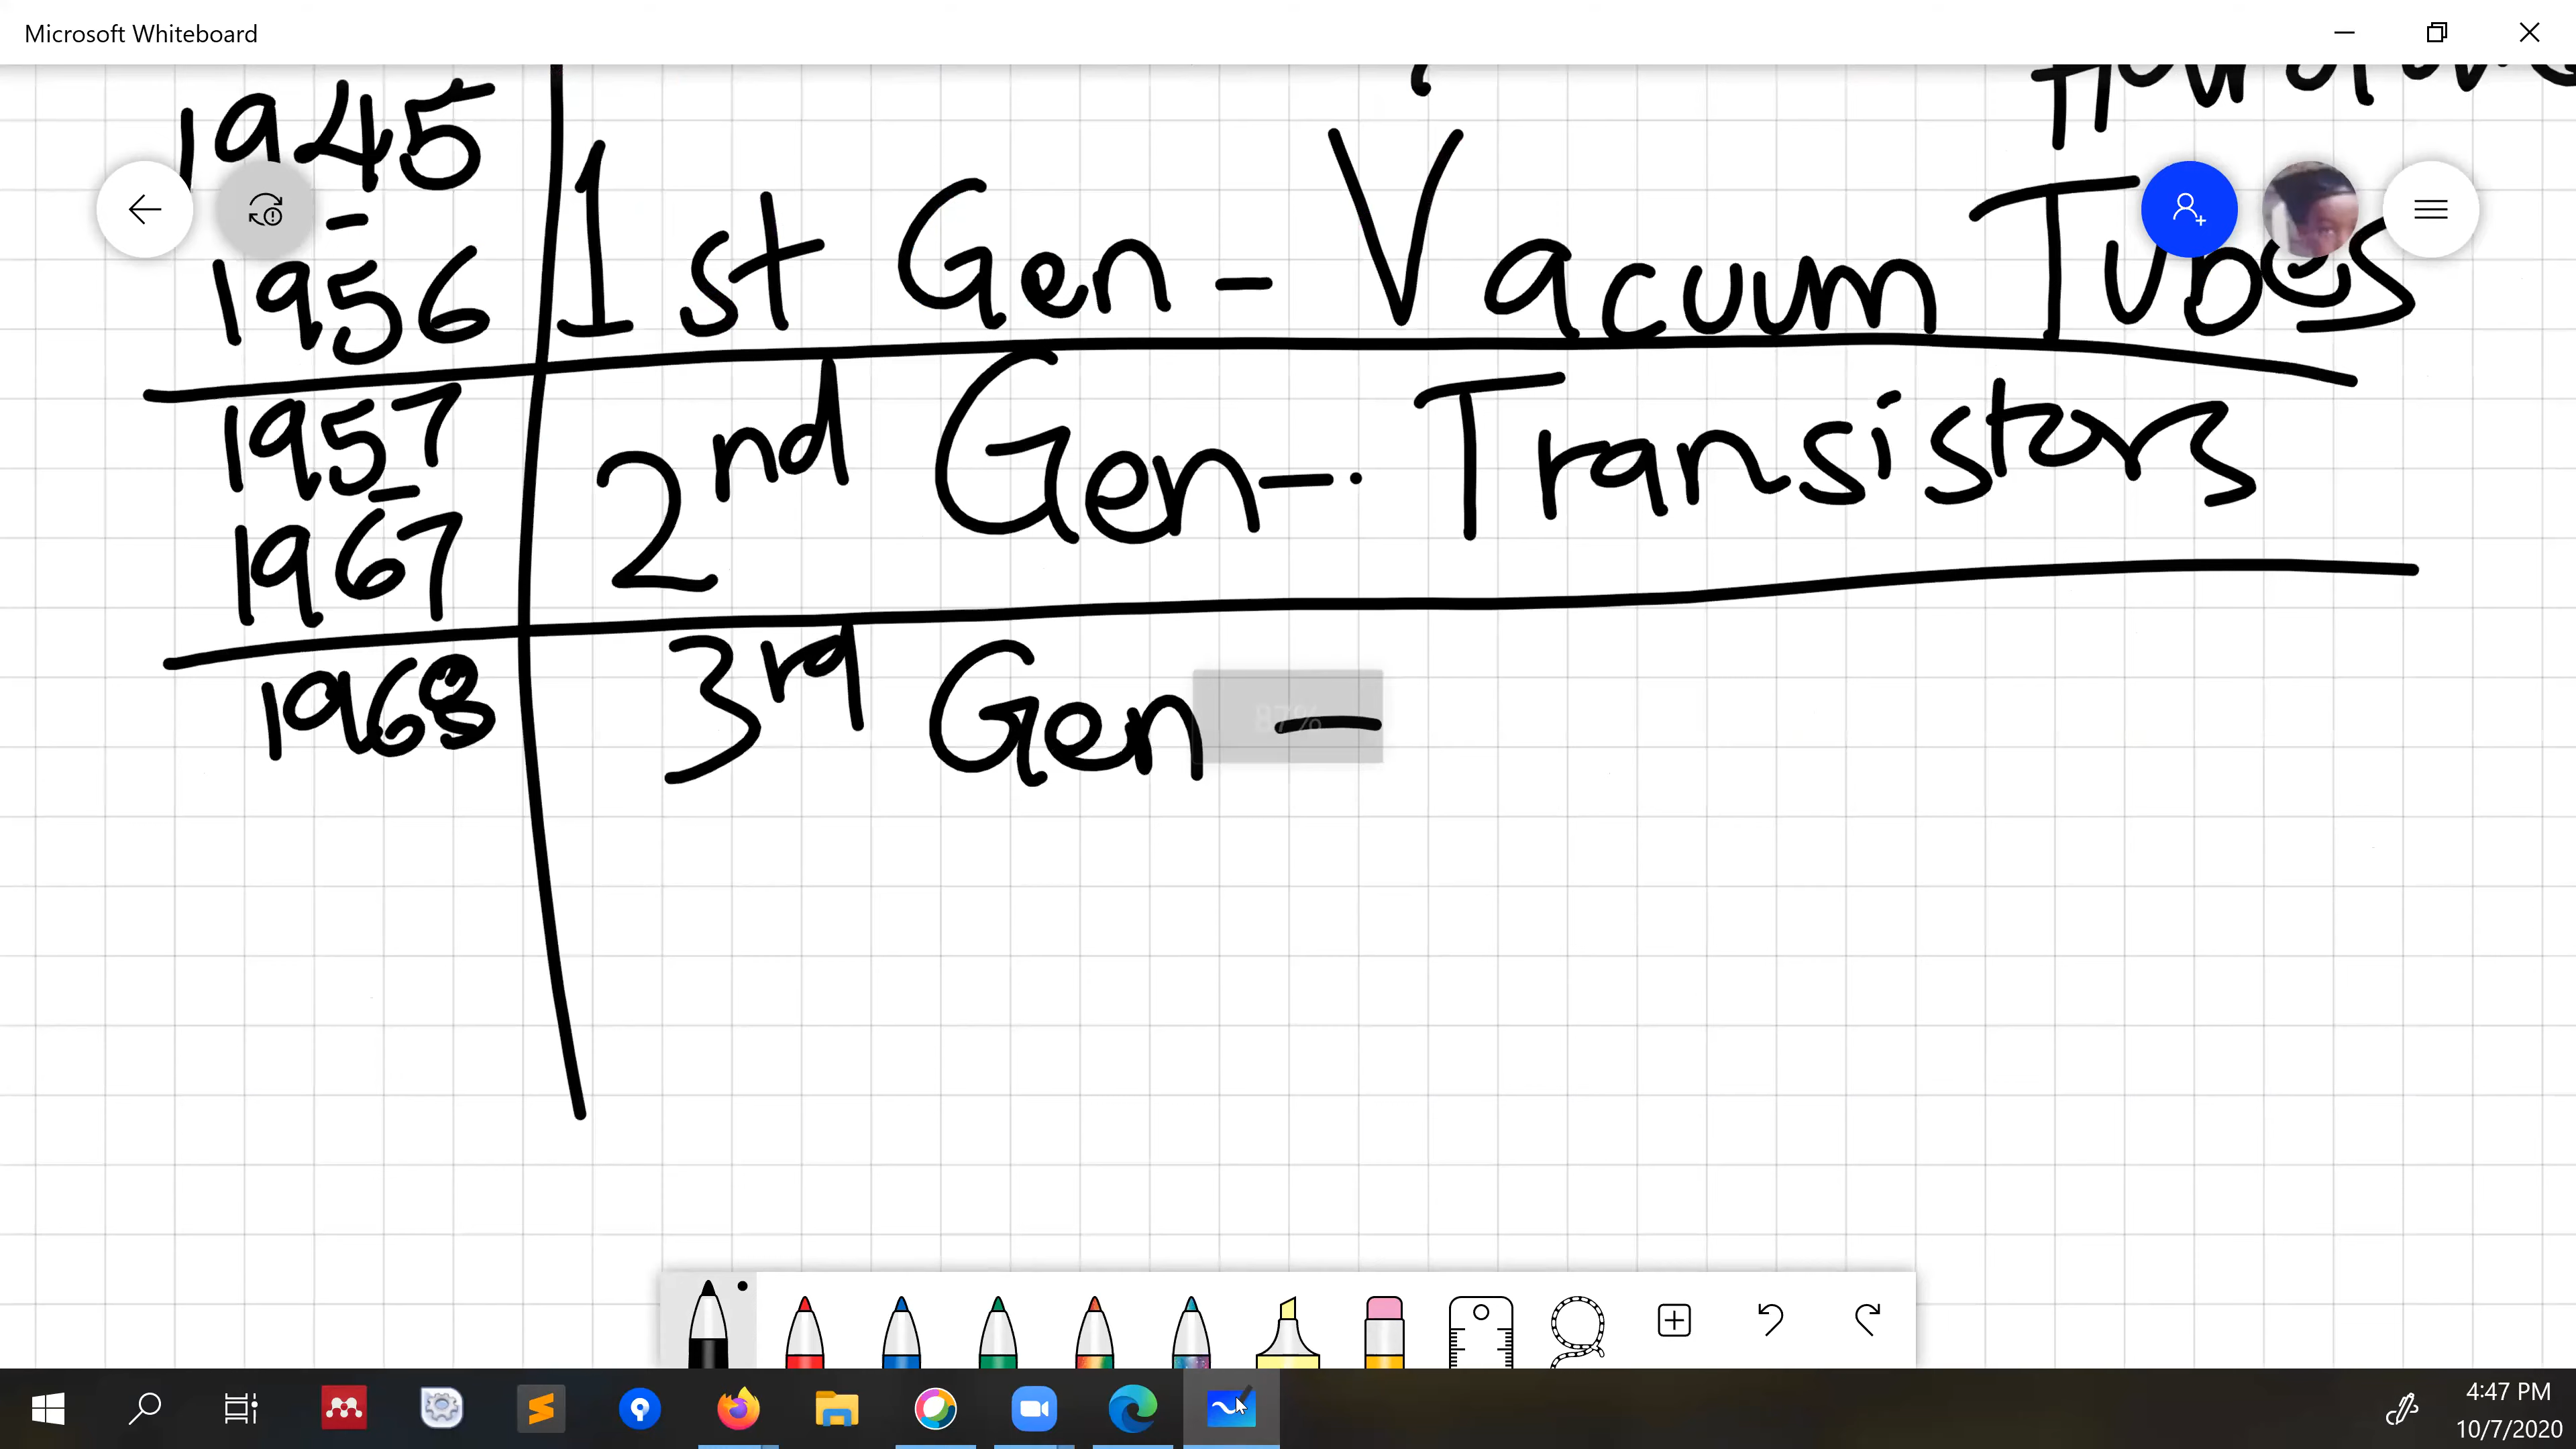 Microsoft Whiteboard
1945
-
1956
1st Gen - Vacuum Tubes
1957
-
1967
2nd Gen - Transistors
1968
3rd Gen -
87%
4:47 PM
10/7/2020